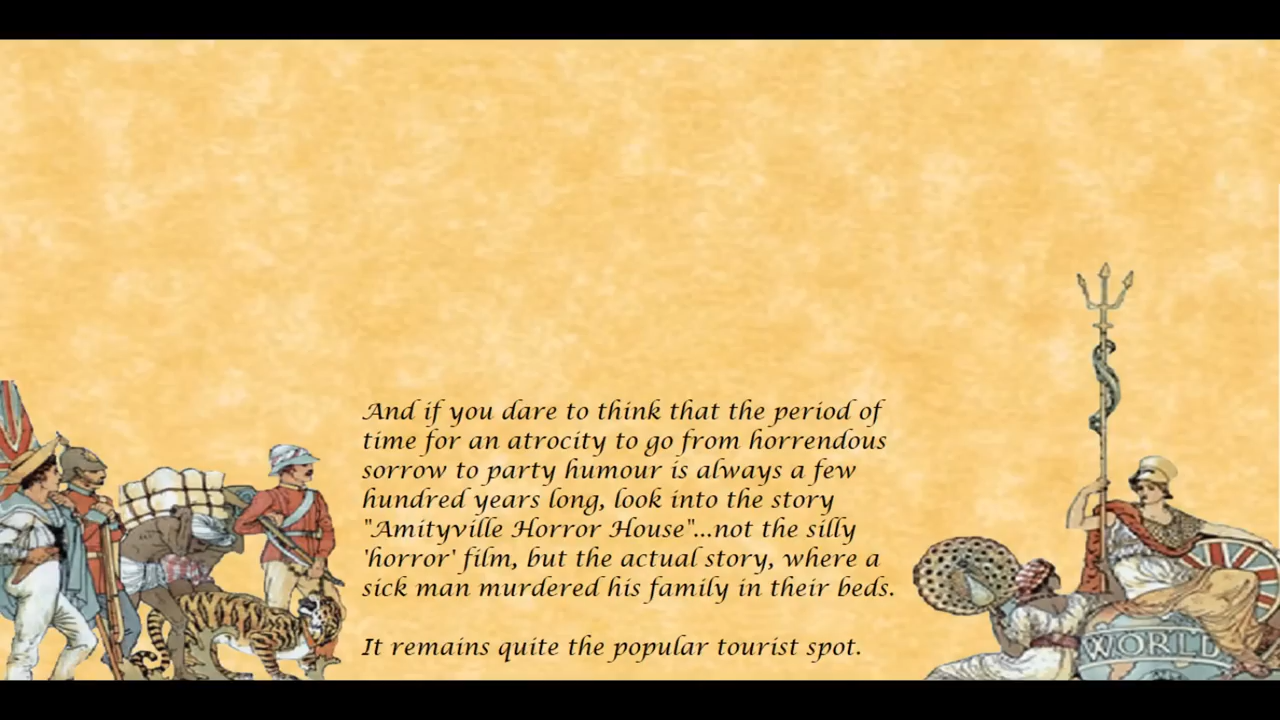 And if you dare to think that the period of
time for an atrocity to go from horrendous
sorrow to party humour is always a few
hundred years long, look into the story
"Amityville Horror House"...not the silly
'horror' film, but the actual story, where a
sick man murdered his family in their beds.
It remains quite the popular tourist spot.
WORLD